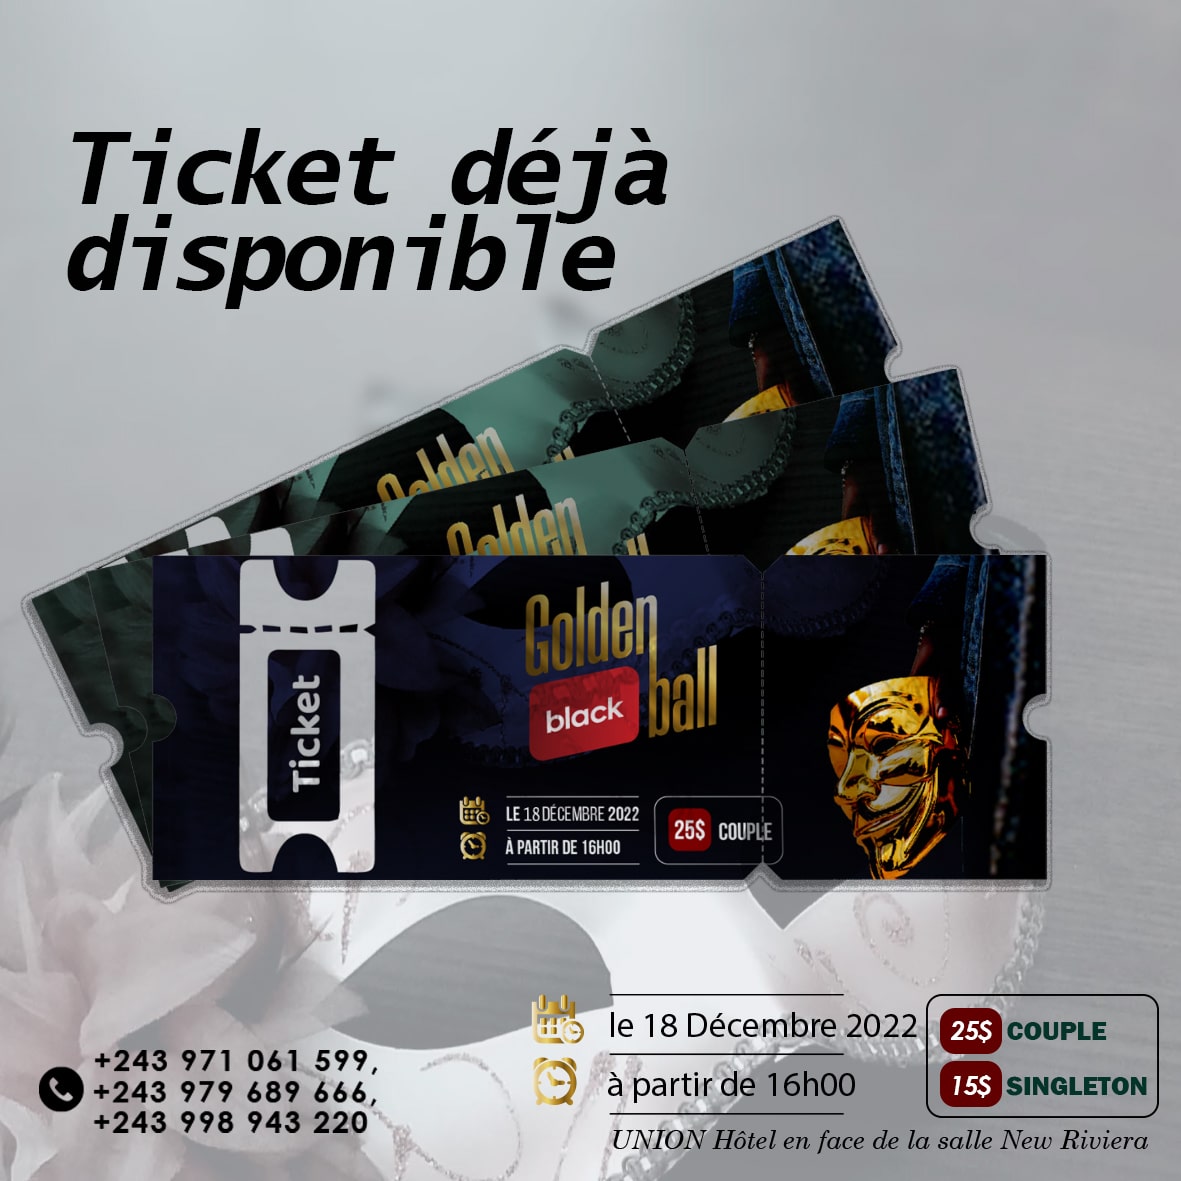 Ticket déjà
disponible
Golden
Golden
Ticket
Golden
black ball
LE 18 DÉCEMBRE 2022
À PARTIR DE 16H00
25$ COUPLE
le 18 Décembre 2022
à partir de 16h00
25$ COUPLE
15$ SINGLETON
UNION Hôtel en face de la salle New Riviera
+243 971 061 599,
+243 979 689 666,
+243 998 943 220